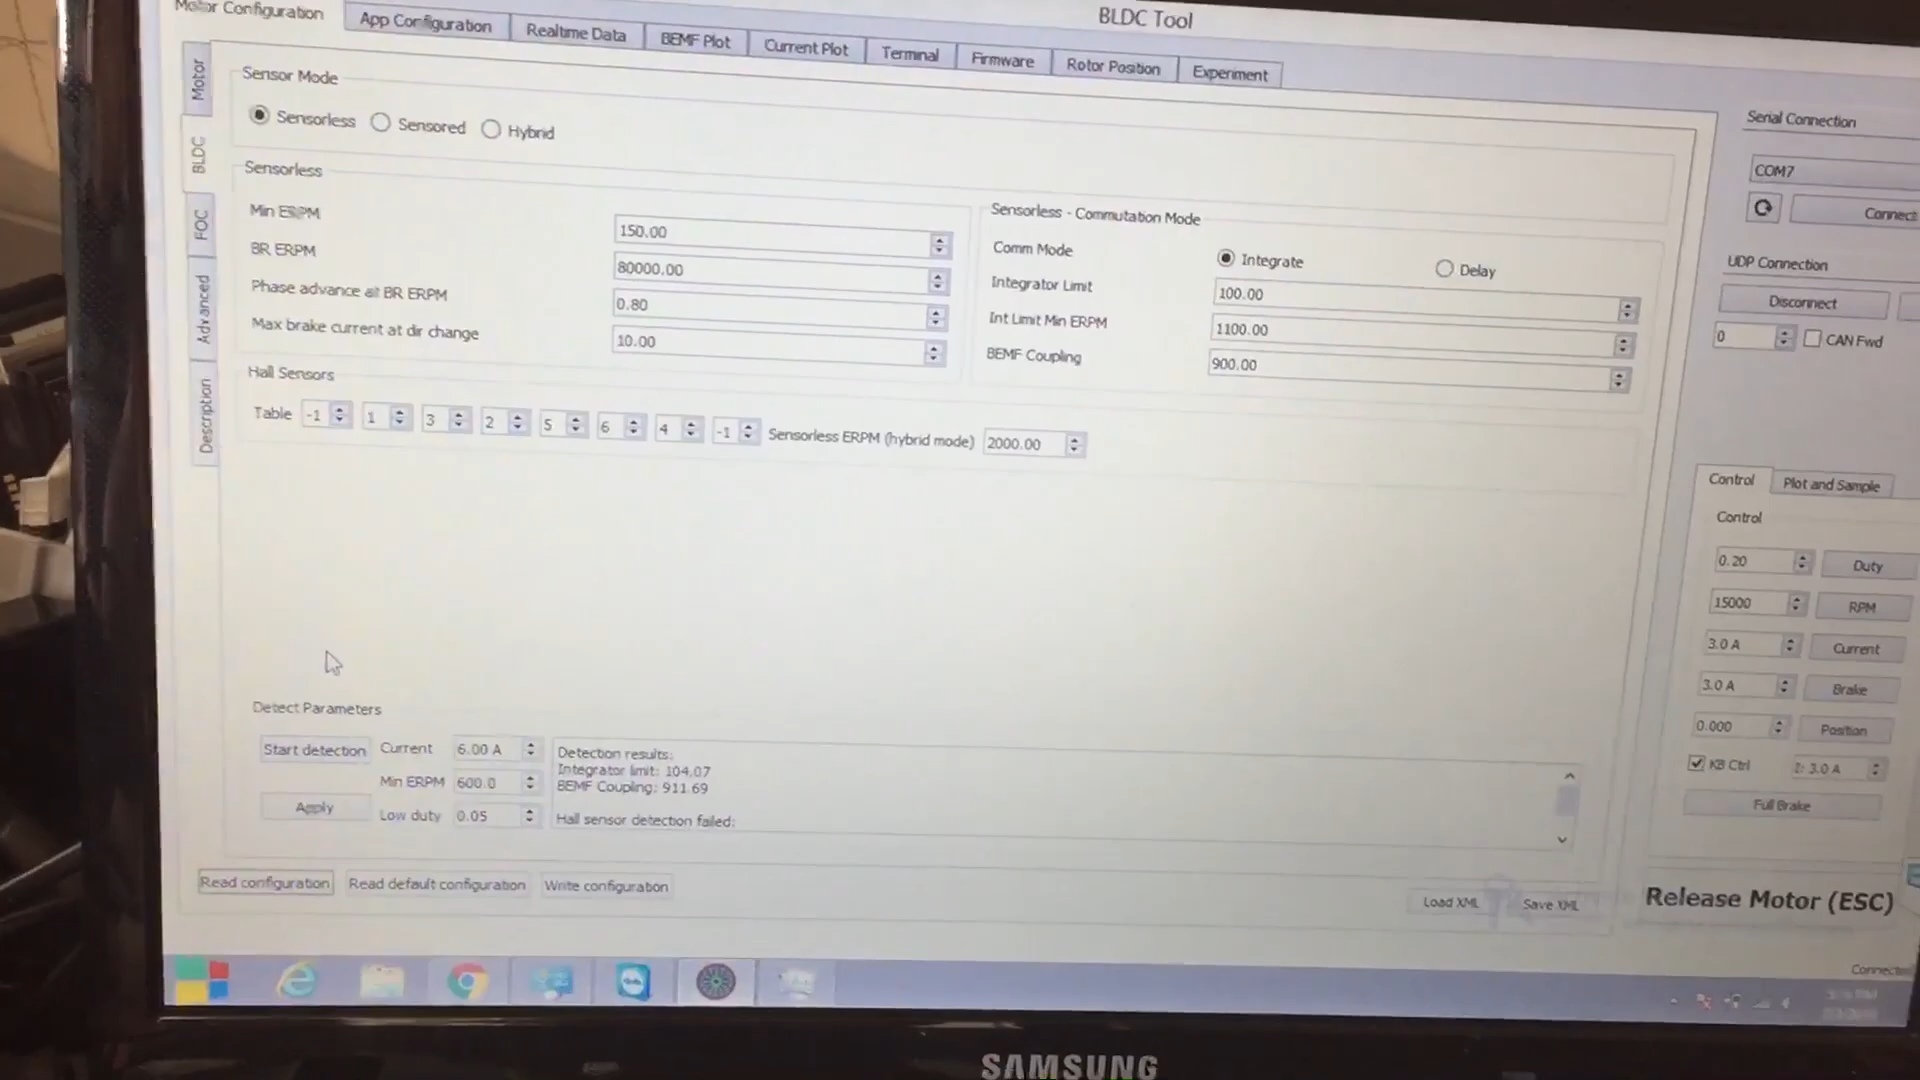 BLDC Tool
Motor Configuration
App Configuration
Realtime Data
BEMF Plot
Current Plot
Terminal
Firmware
Rotor Position
Experiment
Motor
BLDC
FOC
Advanced
Description
Sensor Mode
Sensorless
Sensored
Hybrid
Sensorless
Min ERPM
150.00
BR ERPM
80000.00
Phase advance at BR ERPM
0.80
Max brake current at dir change
10.00
Sensorless - Commutation Mode
Comm Mode
Integrate
Delay
Integrator Limit
100.00
Int Limit Min ERPM
1100.00
BEMF Coupling
900.00
Hall Sensors
Table -1 1 3 2 5 6 4 -1 Sensorless ERPM (hybrid mode) 2000.00
Detect Parameters
Start detection
Current 6.00 A
Min ERPM 600.0
Apply
Low duty 0.05
Detection results:
Integrator limit: 104.07
BEMF Coupling: 911.69
Hall sensor detection failed:
Read configuration
Read default configuration
Write configuration
Load XML
Save XML
Serial Connection
COM7
Connect
UDP Connection
Disconnect
0
CAN Fwd
Control
Plot and Sample
Control
0.20 Duty
15000 RPM
3.0 A Current
3.0 A Brake
0.000 Position
KB Ctrl
I: 3.0 A
Full Brake
Release Motor (ESC)
SAMSUNG